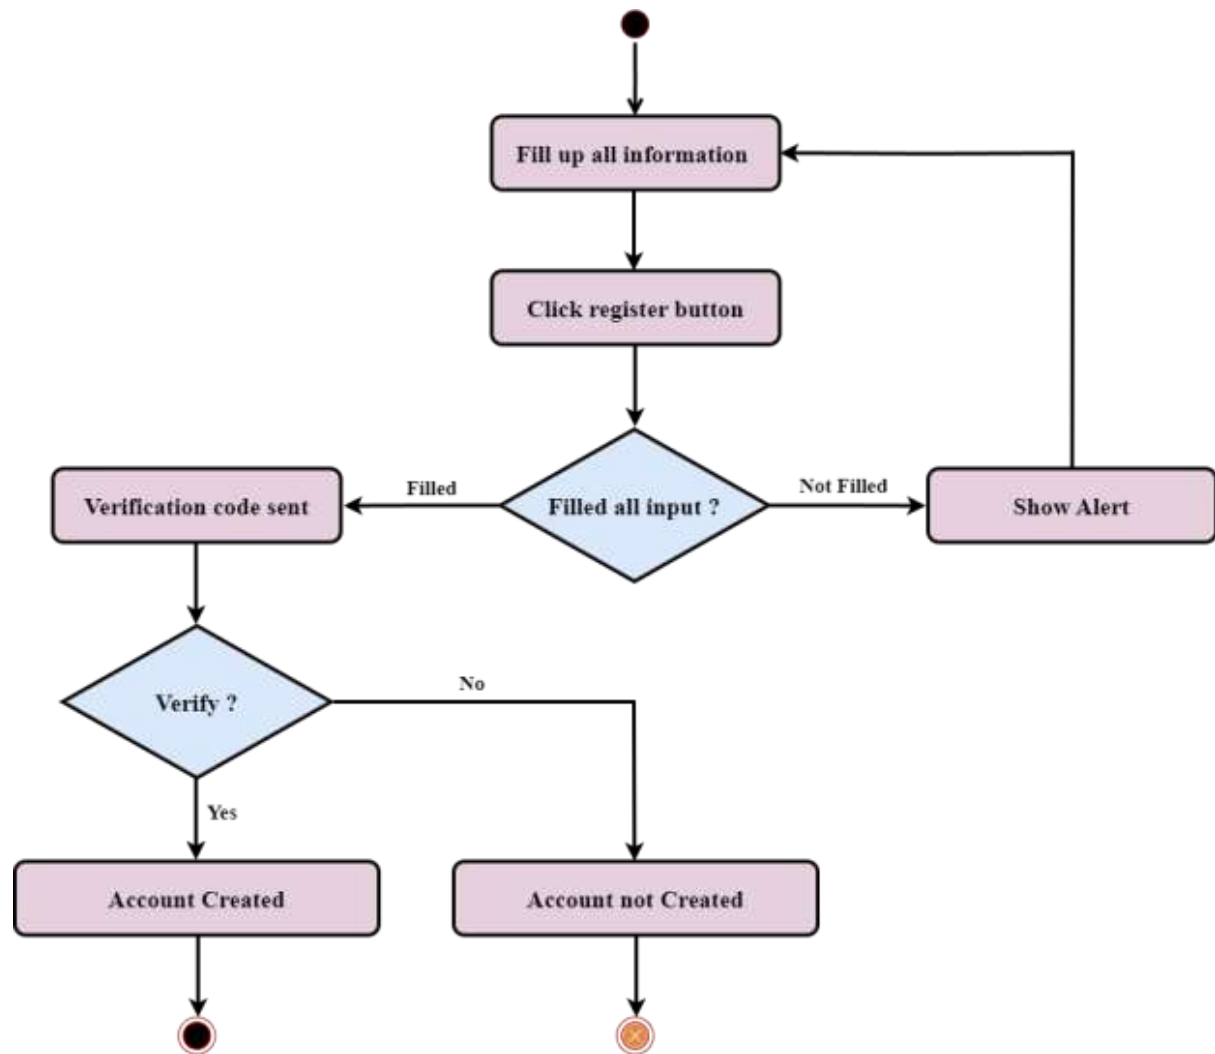 Fill up all information
Click register button
Filled
Not Filled
Verification code sent
Filled all input ?
Show Alert
No
Verify ?
Yes
Account Created
Account not Created